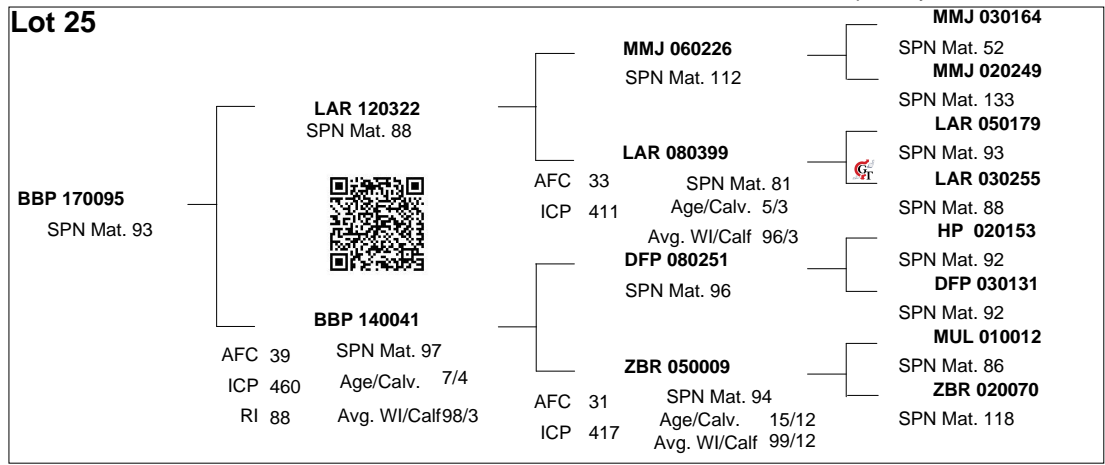 Lot 25
MMJ 030164
SPN Mat. 52
MMJ 060226
SPN Mat. 112
MMJ 020249
SPN Mat. 133
LAR 120322
SPN Mat. 88
LAR 050179
SPN Mat. 93
LAR 080399
AFC 33 SPN Mat. 81
ICP 411 Age/Calv. 5/3
Avg. WI/Calf 96/3
GT
LAR 030255
SPN Mat. 88
BBP 170095
SPN Mat. 93
HP 020153
SPN Mat. 92
DFP 080251
SPN Mat. 96
DFP 030131
SPN Mat. 92
BBP 140041
AFC 39 SPN Mat. 97
ICP 460 Age/Calv. 7/4
RI 88 Avg. WI/Calf98/3
MUL 010012
SPN Mat. 86
ZBR 050009
AFC 31 SPN Mat. 94
Age/Calv. 15/12
ICP 417 Avg. WI/Calf 99/12
ZBR 020070
SPN Mat. 118